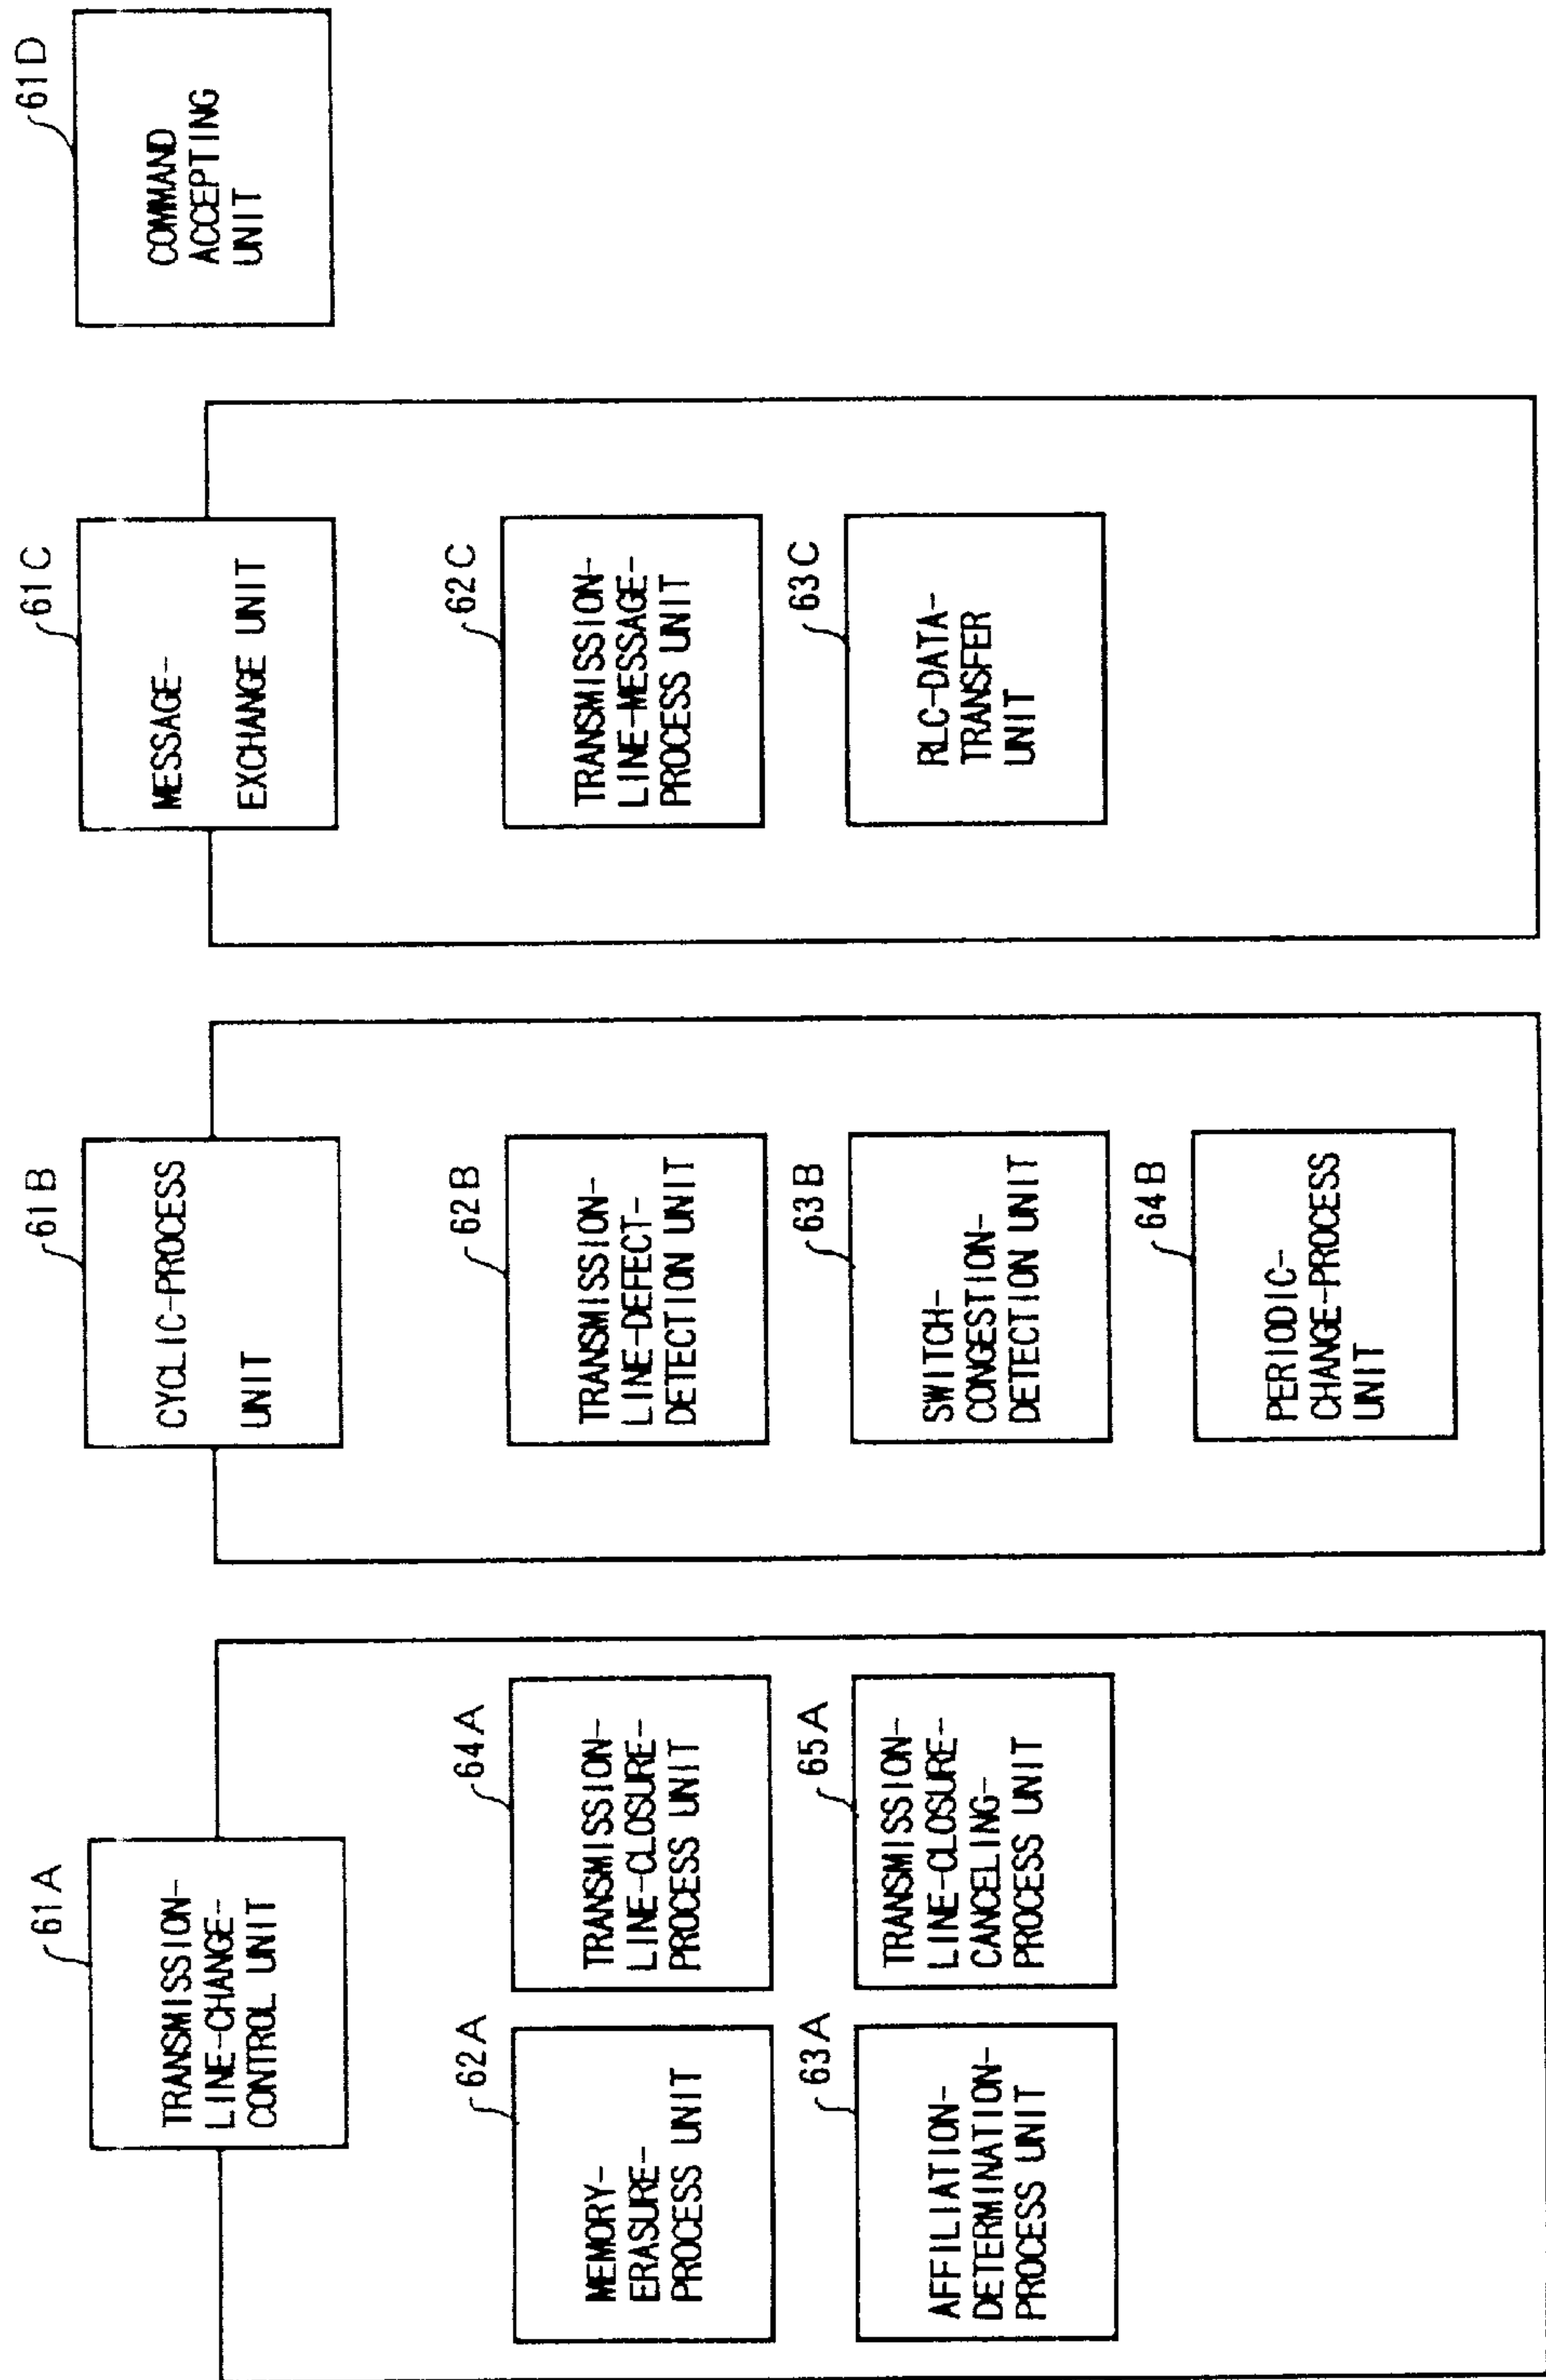 61A
TRANSMISSION-
LINE-CHANGE-
CONTROL UNIT
62A
MEMORY-
ERASURE-
PROCESS UNIT
64A
TRANSMISSION-
LINE-CLOSURE-
PROCESS UNIT
63A
AFFILIATION-
DETERMINATION-
PROCESS UNIT
65A
TRANSMISSION-
LINE-CLOSURE-
CANCELING-
PROCESS UNIT
61B
CYCLIC-PROCESS
UNIT
62B
TRANSMISSION-
LINE-DEFECT-
DETECTION UNIT
63B
SWITCH-
CONGESTION-
DETECTION UNIT
64B
PERIODIC-
CHANGE-PROCESS
UNIT
61C
MESSAGE-
EXCHANGE UNIT
62C
TRANSMISSION-
LINE-MESSAGE-
PROCESS UNIT
63C
RLC-DATA-
TRANSFER
UNIT
61D
COMMAND
ACCEPTING
UNIT